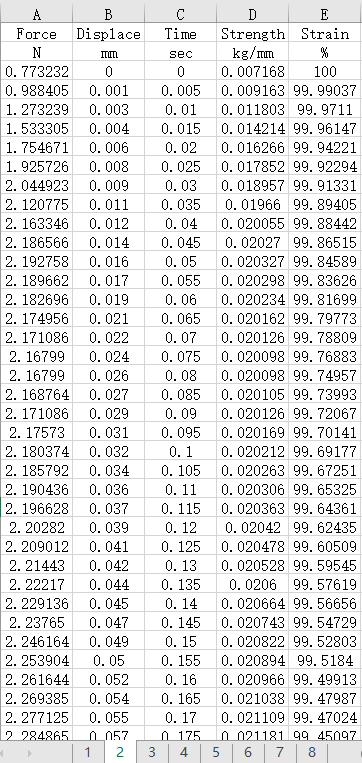 A B C D E
Force Displace Time Strength Strain
N mm sec kg/mm %
0.773232 0 0 0.007168 100
0.988405 0.001 0.005 0.009163 99.99037
1.273239 0.003 0.01 0.011803 99.9711
1.533305 0.004 0.015 0.014214 99.96147
1.754671 0.006 0.02 0.016266 99.94221
1.925726 0.008 0.025 0.017852 99.92294
2.044923 0.009 0.03 0.018957 99.91331
2.120775 0.011 0.035 0.01966 99.89405
2.163346 0.012 0.04 0.020055 99.88442
2.186566 0.014 0.045 0.02027 99.86515
2.192758 0.016 0.05 0.020327 99.84589
2.189662 0.017 0.055 0.020298 99.83626
2.182696 0.019 0.06 0.020234 99.81699
2.174956 0.021 0.065 0.020162 99.79773
2.171086 0.022 0.07 0.020126 99.78809
2.16799 0.024 0.075 0.020098 99.76883
2.16799 0.026 0.08 0.020098 99.74957
2.168764 0.027 0.085 0.020105 99.73993
2.171086 0.029 0.09 0.020126 99.72067
2.17573 0.031 0.095 0.020169 99.70141
2.180374 0.032 0.1 0.020212 99.69177
2.185792 0.034 0.105 0.020263 99.67251
2.190436 0.036 0.11 0.020306 99.65325
2.196628 0.037 0.115 0.020363 99.64361
2.20282 0.039 0.12 0.02042 99.62435
2.209012 0.041 0.125 0.020478 99.60509
2.21443 0.042 0.13 0.020528 99.59545
2.22217 0.044 0.135 0.0206 99.57619
2.229136 0.045 0.14 0.020664 99.56656
2.23765 0.047 0.145 0.020743 99.54729
2.246164 0.049 0.15 0.020822 99.52803
2.253904 0.05 0.155 0.020894 99.5184
2.261644 0.052 0.16 0.020966 99.49913
2.269385 0.054 0.165 0.021038 99.47987
2.277125 0.055 0.17 0.021109 99.47024
2.284865 0.057 0.175 0.021181 99.45097
1 2 3 4 5 6 7 8